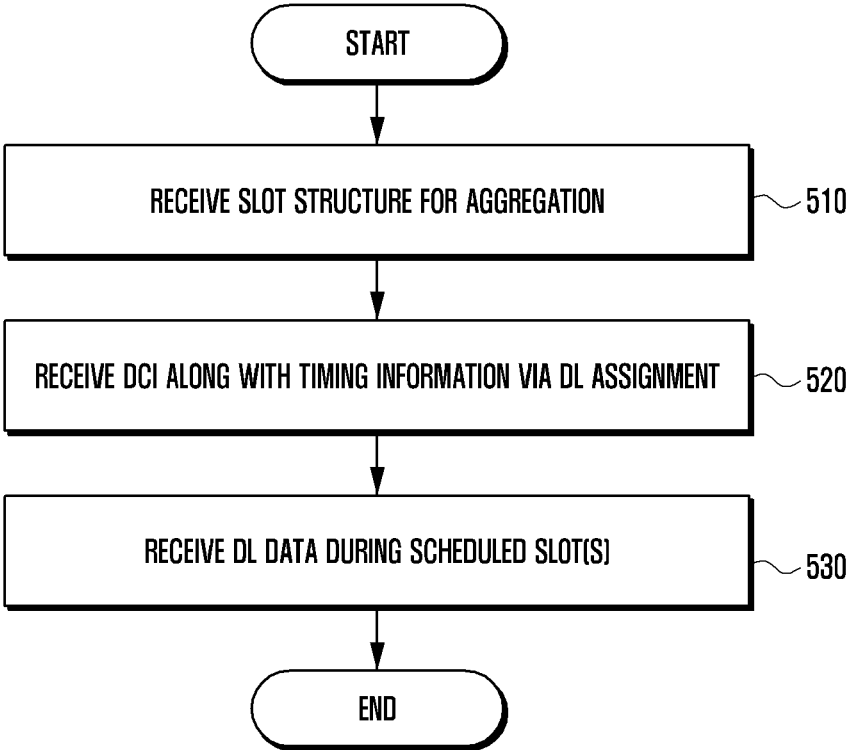 START
RECEIVE SLOT STRUCTURE FOR AGGREGATION
510
RECEIVE DCI ALONG WITH TIMING INFORMATION VIA DL ASSIGNMENT
520
RECEIVE DL DATA DURING SCHEDULED SLOT(S)
530
END